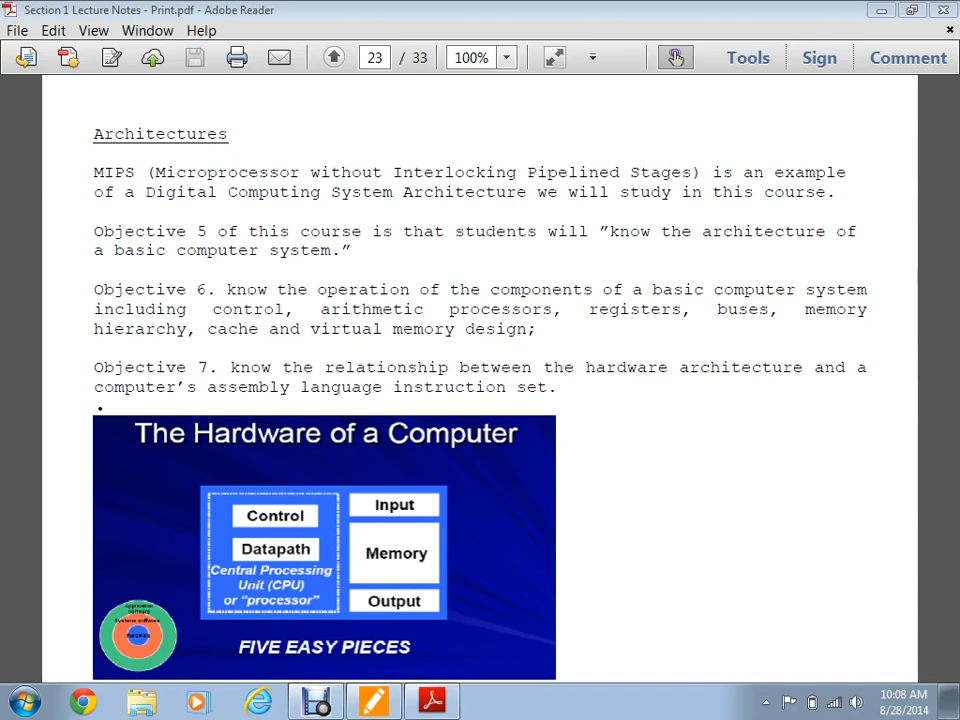 Section 1 Lecture Notes - Print.pdf - Adobe Reader
File Edit View Window Help
23 / 33 100% Tools Sign Comment
Architectures
MIPS (Microprocessor without Interlocking Pipelined Stages) is an example
of a Digital Computing System Architecture we will study in this course.
Objective 5 of this course is that students will ”know the architecture of
a basic computer system.”
Objective 6. know the operation of the components of a basic computer system
including control, arithmetic processors, registers, buses, memory
hierarchy, cache and virtual memory design;
Objective 7. know the relationship between the hardware architecture and a
computer’s assembly language instruction set.
The Hardware of a Computer
Control
Datapath
Central Processing
Unit (CPU)
or “processor”
Input
Memory
Output
Application
software
Systems software
FIVE EASY PIECES
10:08 AM
8/28/2014